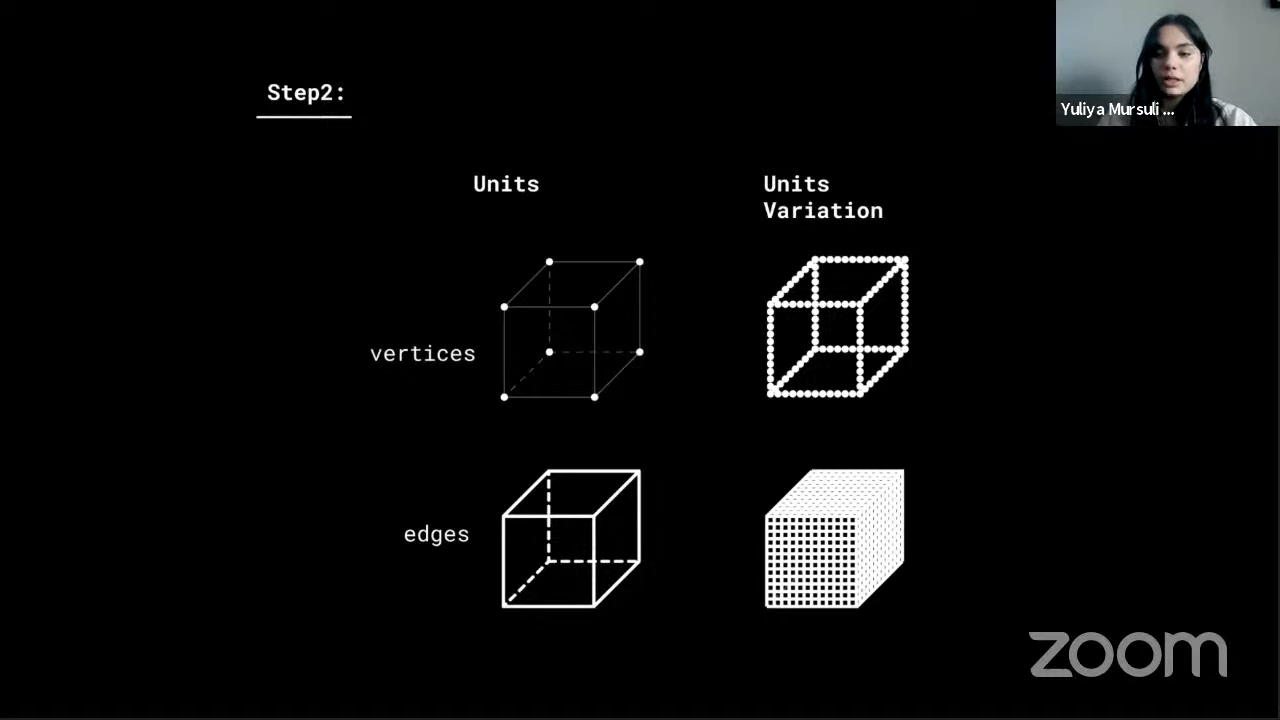 Step2:
Yuliya Mursuli ...
Units
Units
Variation
vertices
edges
zoom